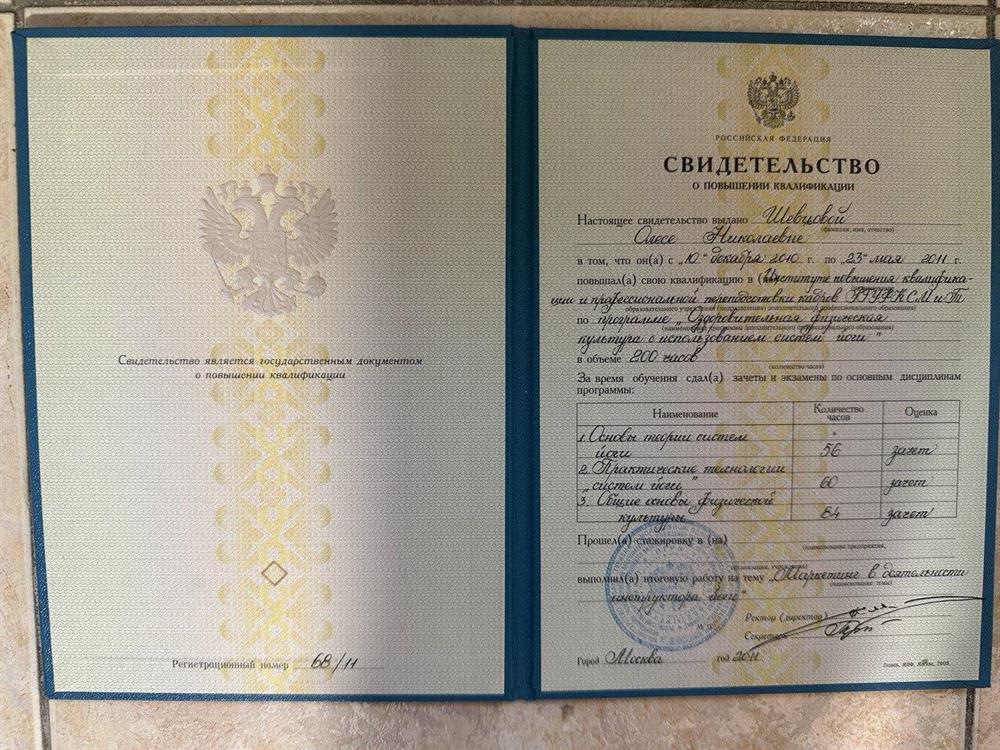 Свидетельство является государственным документом
о повышении квалификации
Регистрационный номер 68/11
РОССИЙСКАЯ ФЕДЕРАЦИЯ
СВИДЕТЕЛЬСТВО
О ПОВЫШЕНИИ КВАЛИФИКАЦИИ
Настоящее свидетельство выдано Шевцовой
(фамилия, имя, отчество)
Олесе Николаевне
в том, что он(а) с „10“ декабря 2010 г. по „23“ мая 2011 г.
повышал(а) свою квалификацию в (на) Институте повышения квалифика-
ции и профессиональной переподготовки кадров РГУФКСМиТ
образовательного учреждения (подразделения) дополнительного профессионального образования)
по программе „Оздоровительная физическая
(наименование программы дополнительного профессионального образования)
культура с использованием систем йоги"
в объеме 200 часов
(количество часов)
За время обучения сдал(а) зачеты и экзамены по основным дисциплинам
программы:
Наименование Количество часов Оценка
1. Основы теории систем
йоги 56 зачет
2. Практические технологии
„систем йоги" 60 зачет
3. Общие основы физической
культуры 84 зачет
Прошел(а) стажировку в (на)
(наименование предприятия,
организации, учреждения)
выполнил(а) итоговую работу на тему „Маркетинг в деятельности
(наименование темы)
инструктора йоги"
Ректор (директор)
Секретарь
М.П.
Город Москва год 2011